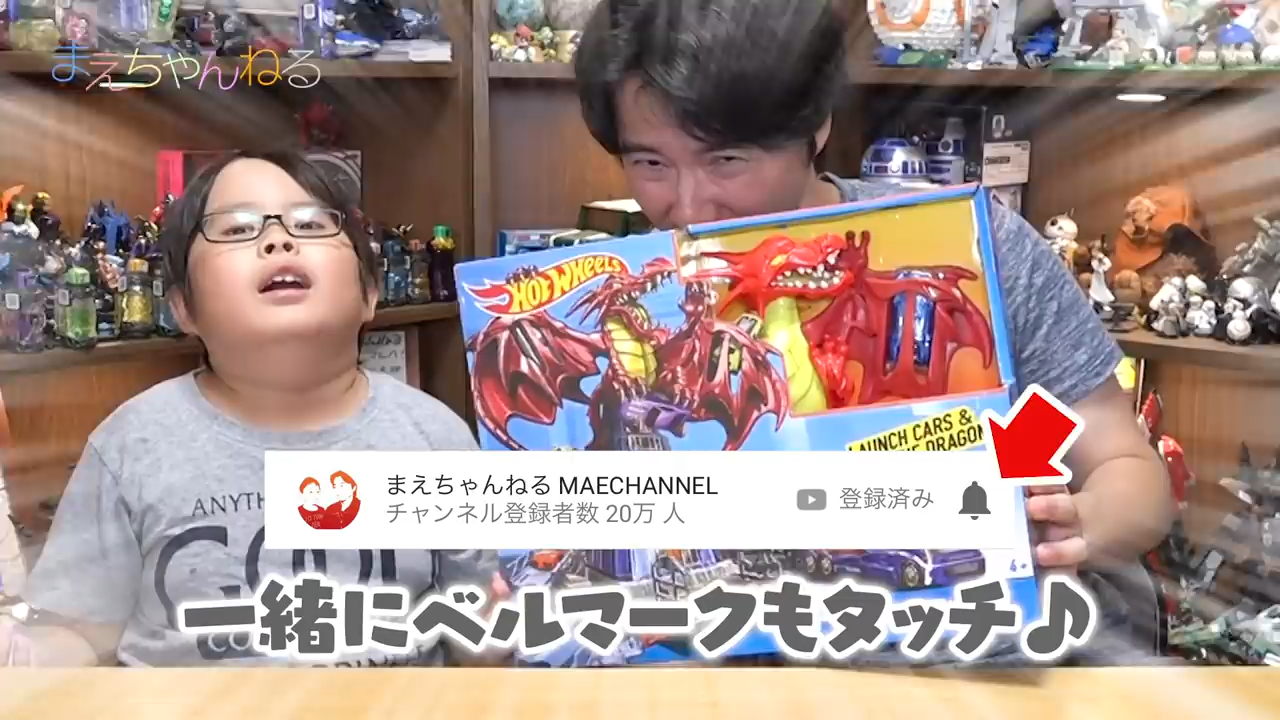 まえちゃんねる
HOT WHEELS
LAUNCH CARS &
DRAGON
まえちゃんねる MAECHANNEL
チャンネル登録者数 20万 人
登録済み
4+
一緒にベルマークもタッチ♪